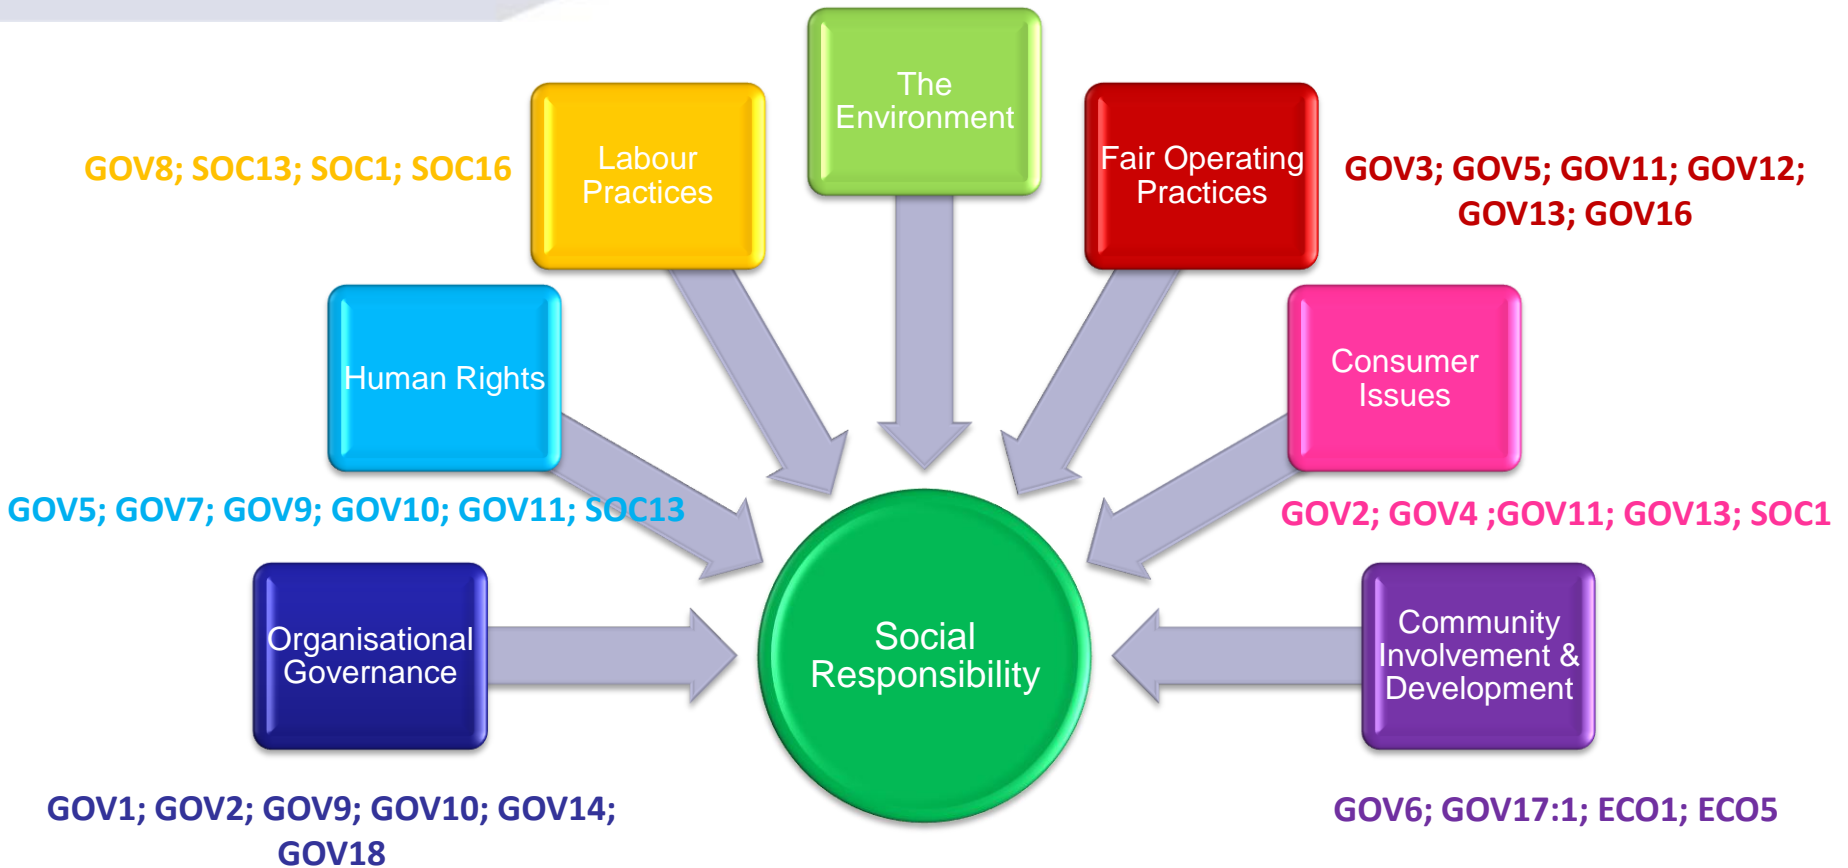 The
Environment
Labour
Practices
GOV8; SOC13; SOC1; SOC16
Fair Operating
Practices
GOV3; GOV5; GOV11; GOV12;
GOV13; GOV16
Human Rights
GOV5; GOV7; GOV9; GOV10; GOV11; SOC13
Consumer
Issues
GOV2; GOV4 ;GOV11; GOV13; SOC1
Organisational
Governance
GOV1; GOV2; GOV9; GOV10; GOV14;
GOV18
Social
Responsibility
Community
Involvement &
Development
GOV6; GOV17:1; ECO1; ECO5